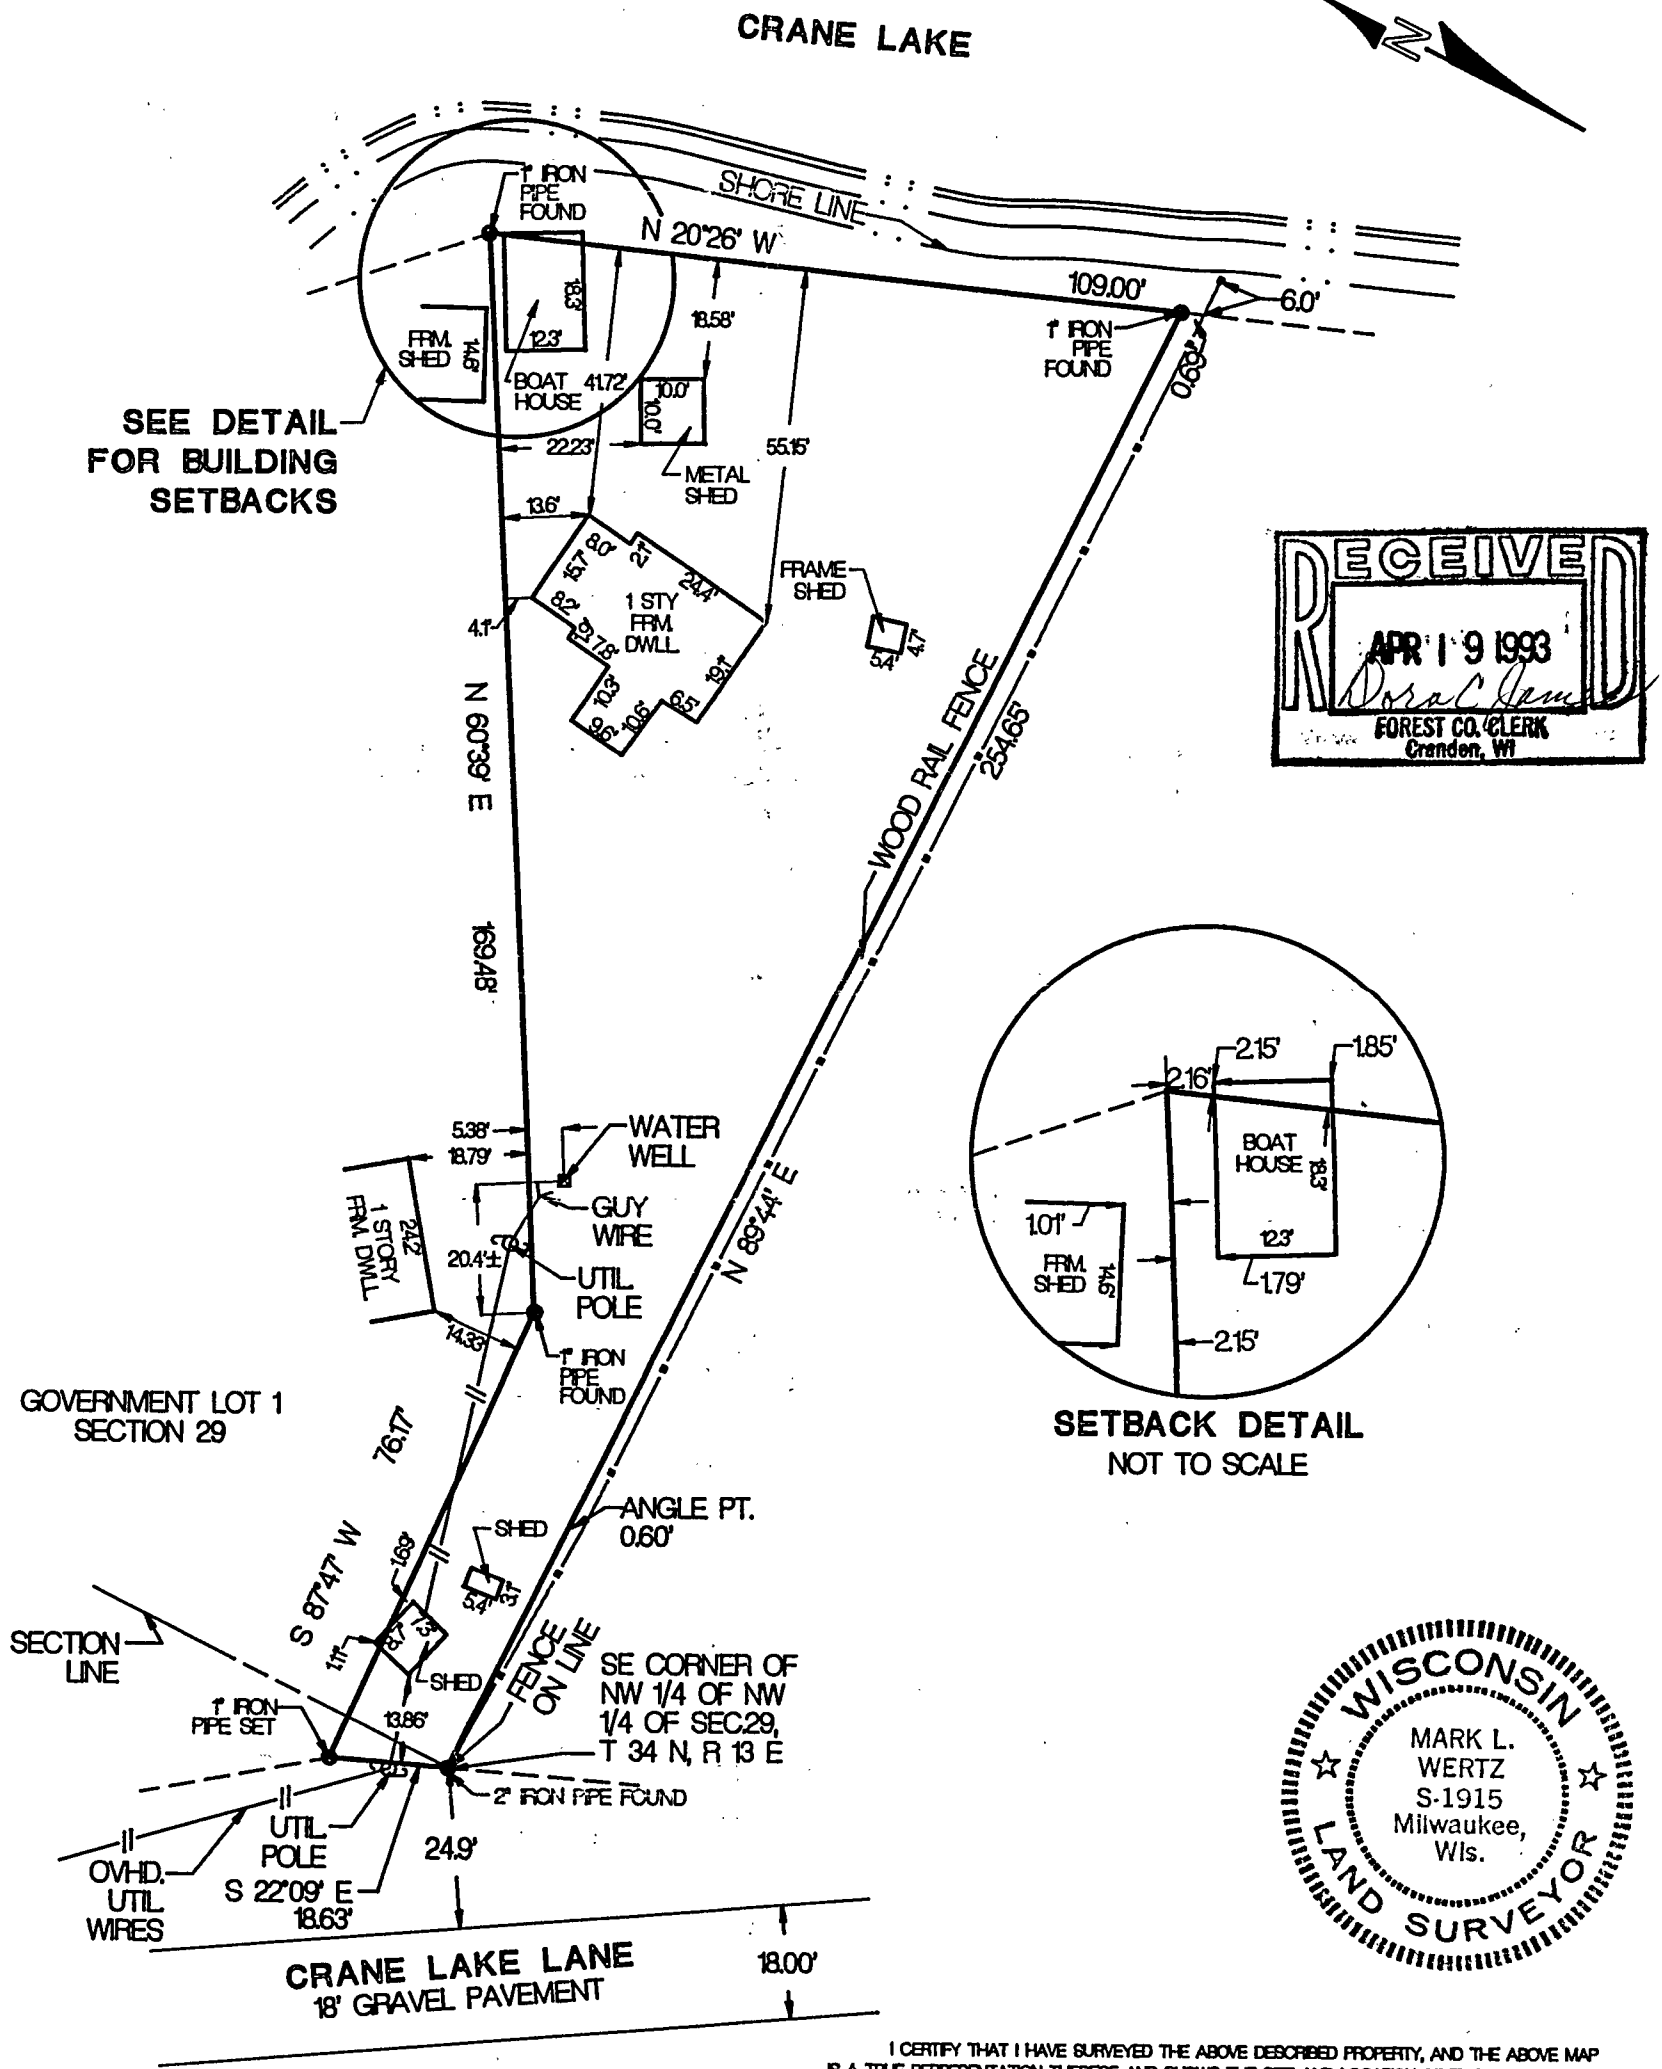 CRANE LAKE
N
1" IRON
PIPE
FOUND
SHORE LINE
N 20°26' W
109.00'
6.0'
1" IRON
PIPE
FOUND
0.69'
18.3'
12.3'
FRM.
SHED
14.6'
BOAT
HOUSE
41.72'
18.58'
10.0'
10.0'
55.15'
SEE DETAIL
FOR BUILDING
SETBACKS
22.23'
METAL
SHED
13.6'
8.0'
2.1'
24.4'
15.7'
8.2'
7.8'
10.3'
9.6'
10.6'
6.5'
19.1'
1 STY
FRM.
DWLL.
4.1'
FRAME
SHED
5.4'
4.7'
RECEIVED
APR 19 1993
Dora C. James
FOREST CO. CLERK
Crandon, WI
N 60°39' E
169.48'
WOOD RAIL FENCE
254.65'
N 89°44' E
5.38'
18.79'
WATER
WELL
GUY
WIRE
24.2'
1 STORY
FRM. DWLL
20.4'±
UTIL.
POLE
14.33'
1" IRON
PIPE
FOUND
2.15'
1.85'
2.16'
BOAT
HOUSE
18.3'
1.01'
12.3'
FRM.
SHED
14.6'
1.79'
2.15'
SETBACK DETAIL
NOT TO SCALE
GOVERNMENT LOT 1
SECTION 29
76.17'
S 87°47' W
ANGLE PT.
0.60'
SHED
5.4'
3.1'
1.69'
7.3'
8.7'
1.11'
SHED
SECTION
LINE
FENCE
ON LINE
SE CORNER OF
NW 1/4 OF NW
1/4 OF SEC.29,
T 34 N, R 13 E
1" IRON
PIPE SET
13.86'
2" IRON PIPE FOUND
UTIL.
POLE
OVHD.
UTIL.
WIRES
S 22°09' E
18.63'
24.9'
CRANE LAKE LANE
18' GRAVEL PAVEMENT
18.00'
WISCONSIN
MARK L.
WERTZ
S-1915
Milwaukee,
Wis.
LAND SURVEYOR
I CERTIFY THAT I HAVE SURVEYED THE ABOVE DESCRIBED PROPERTY, AND THE ABOVE MAP